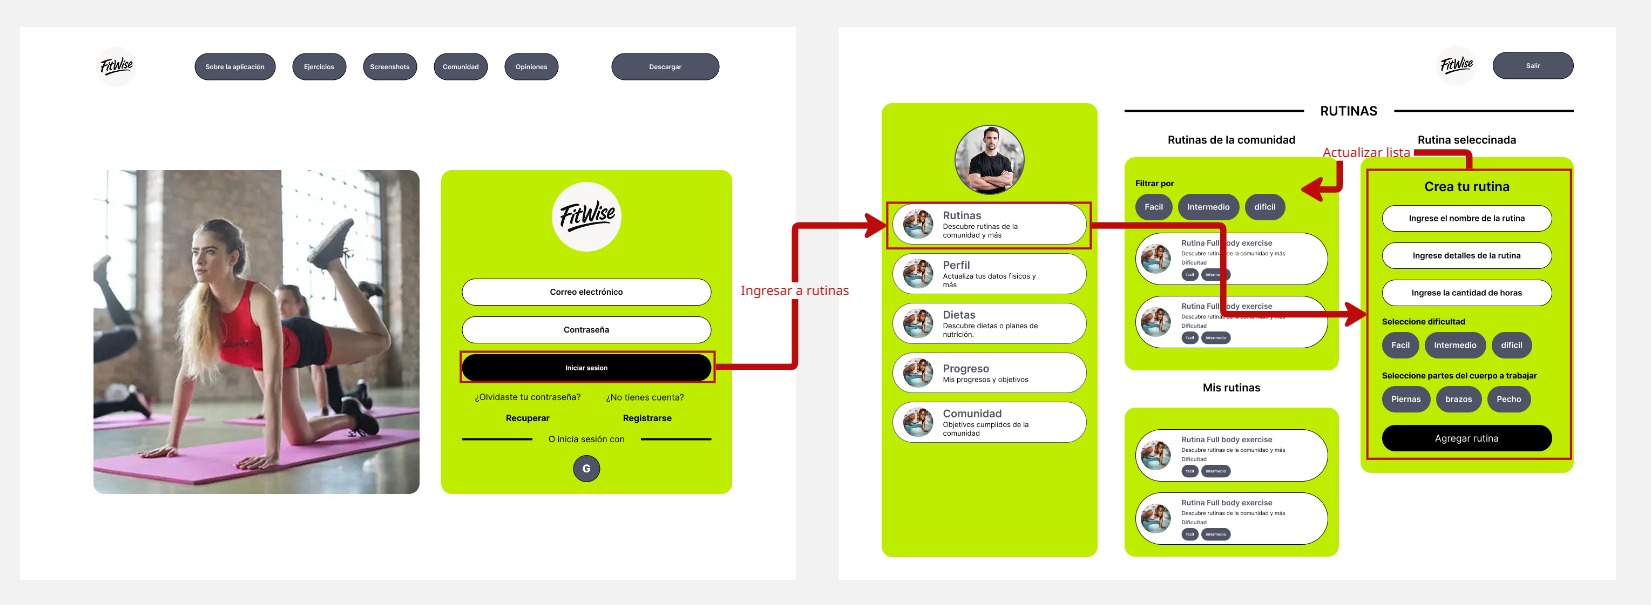 FitWise
Sobre la aplicación
Ejercicios
Screenshots
Comunidad
Opiniones
Descargar
FitWise
Correo electrónico
Contraseña
Iniciar sesion
¿Olvidaste tu contraseña? ¿No tienes cuenta?
Recuperar Registrarse
O inicia sesión con
G
Ingresar a rutinas
FitWise
Salir
Rutinas
Descubre rutinas de la
comunidad y más
Perfil
Actualiza tus datos fisicos y
más
Dietas
Descubre dietas o planes de
nutrición.
Progreso
Mis progresos y objetivos
Comunidad
Objetivos cumplidos de la
comunidad
RUTINAS
Rutinas de la comunidad
Filtrar por
Facil Intermedio dificil
Rutina Full body exercise
Descubre rutinas de la comunidad y más
Dificultad
facil intermedio
Rutina Full body exercise
Descubre rutinas de la comunidad y más
Dificultad
facil intermedio
Mis rutinas
Rutina Full body exercise
Descubre rutinas de la comunidad y más
Dificultad
facil intermedio
Rutina Full body exercise
Descubre rutinas de la comunidad y más
Dificultad
facil intermedio
Rutina seleccinada
Actualizar lista
Crea tu rutina
Ingrese el nombre de la rutina
Ingrese detalles de la rutina
Ingrese la cantidad de horas
Seleccione dificultad
Facil Intermedio dificil
Seleccione partes del cuerpo a trabajar
Piernas brazos Pecho
Agregar rutina